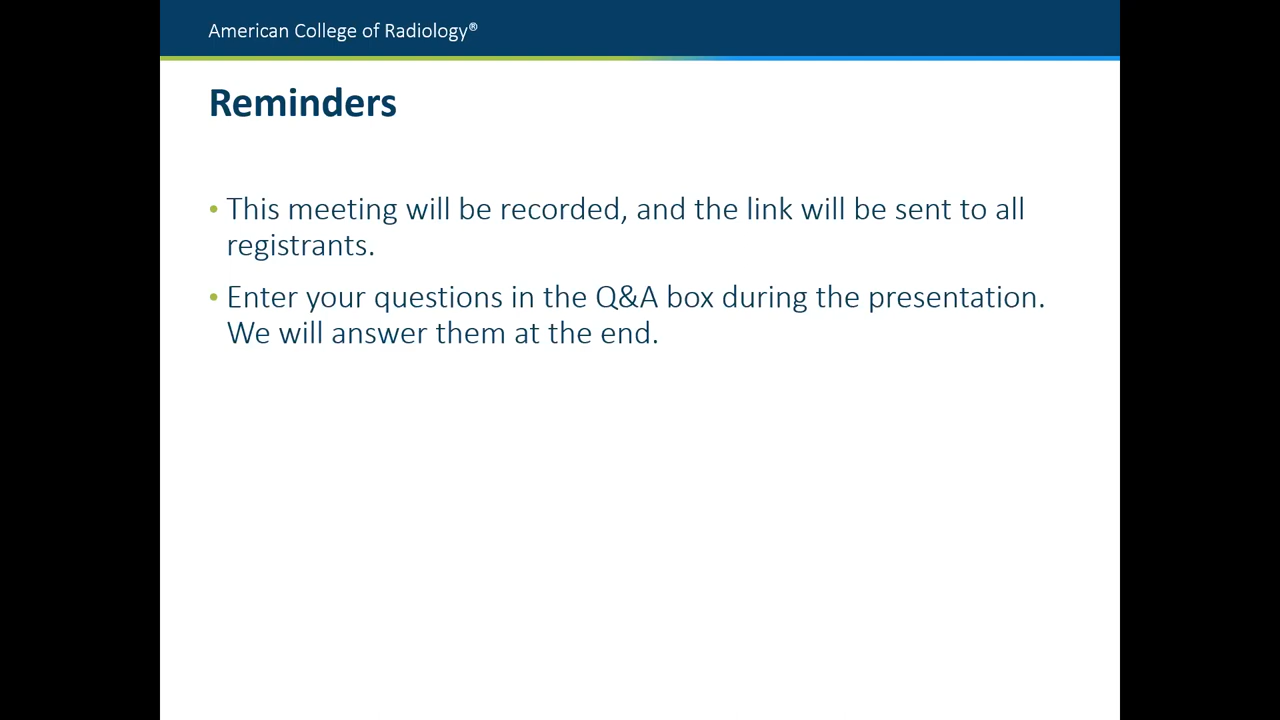 American College of Radiology®
Reminders
• This meeting will be recorded, and the link will be sent to all
registrants.
• Enter your questions in the Q&A box during the presentation.
We will answer them at the end.